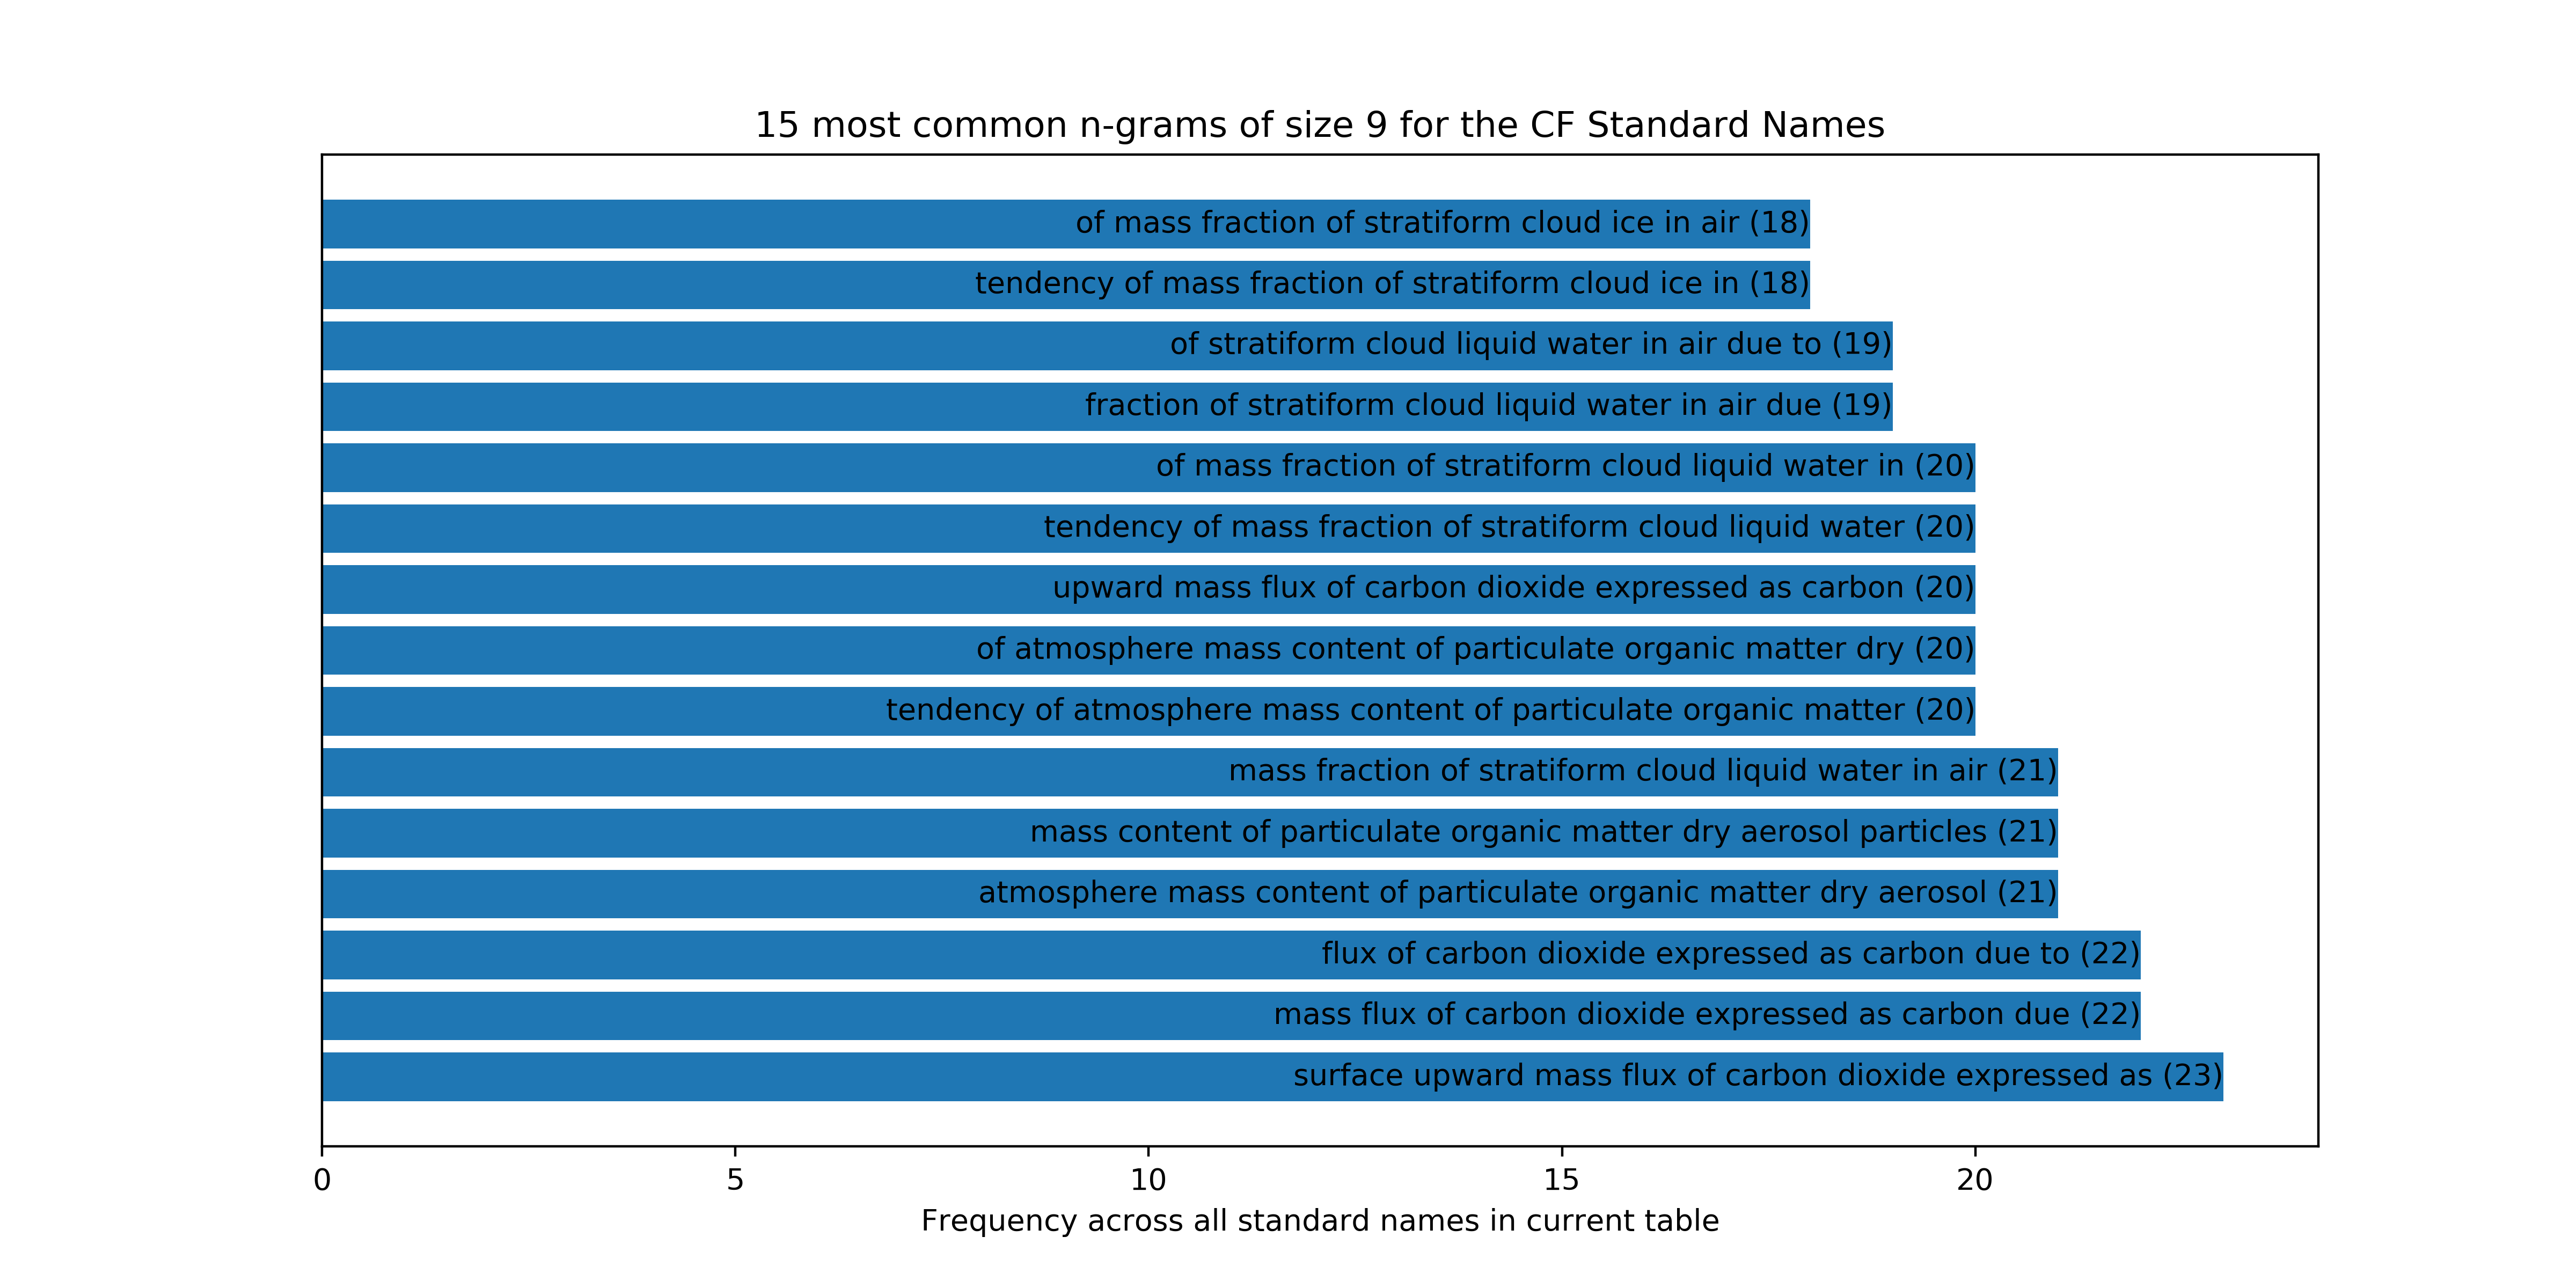 15 most common n-grams of size 9 for the CF Standard Names
of mass fraction of stratiform cloud ice in air (18)
tendency of mass fraction of stratiform cloud ice in (18)
of stratiform cloud liquid water in air due to (19)
fraction of stratiform cloud liquid water in air due (19)
of mass fraction of stratiform cloud liquid water in (20)
tendency of mass fraction of stratiform cloud liquid water (20)
upward mass flux of carbon dioxide expressed as carbon (20)
of atmosphere mass content of particulate organic matter dry (20)
tendency of atmosphere mass content of particulate organic matter (20)
mass fraction of stratiform cloud liquid water in air (21)
mass content of particulate organic matter dry aerosol particles (21)
atmosphere mass content of particulate organic matter dry aerosol (21)
flux of carbon dioxide expressed as carbon due to (22)
mass flux of carbon dioxide expressed as carbon due (22)
surface upward mass flux of carbon dioxide expressed as (23)
0 5 10 15 20
Frequency across all standard names in current table